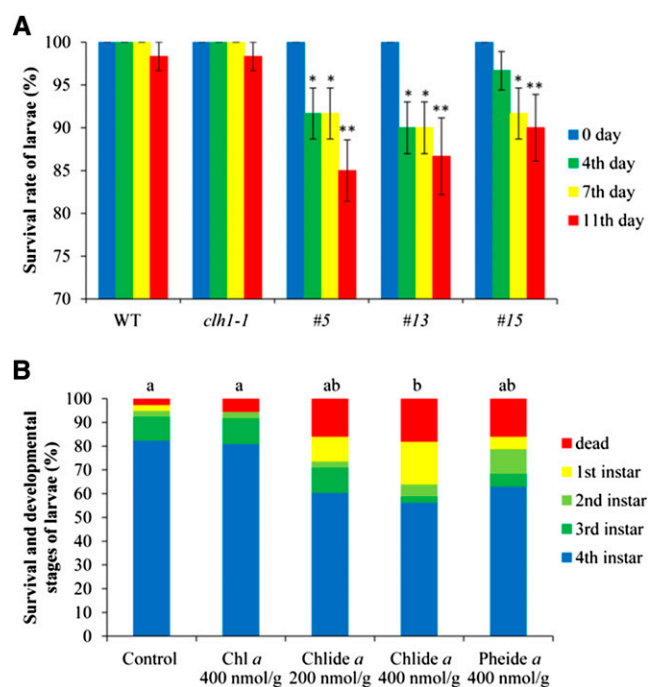 A
Survival rate of larvae (%)
100
95
90
85
80
75
70
* *
**
* *
**
*
**
WT
clh1-1
#5
#13
#15
0 day
4th day
7th day
11th day
B
Survival and developmental
stages of larvae (%)
100
90
80
70
60
50
40
30
20
10
0
a
a
ab
b
ab
Control
Chl a
400 nmol/g
Chlide a
200 nmol/g
Chlide a
400 nmol/g
Pheide a
400 nmol/g
dead
1st instar
2nd instar
3rd instar
4th instar